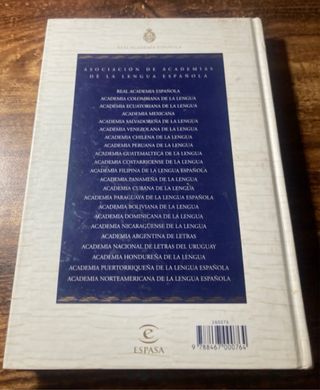 REAL ACADEMIA ESPAÑOLA
ASOCIACIÓN DE ACADEMIAS
DE LA LENGUA ESPAÑOLA
REAL ACADEMIA ESPAÑOLA
ACADEMIA COLOMBIANA DE LA LENGUA
ACADEMIA ECUATORIANA DE LA LENGUA
ACADEMIA MEXICANA
ACADEMIA SALVADOREÑA DE LA LENGUA
ACADEMIA VENEZOLANA DE LA LENGUA
ACADEMIA CHILENA DE LA LENGUA
ACADEMIA PERUANA DE LA LENGUA
ACADEMIA GUATEMALTECA DE LA LENGUA
ACADEMIA COSTARRICENSE DE LA LENGUA
ACADEMIA FILIPINA DE LA LENGUA ESPAÑOLA
ACADEMIA PANAMEÑA DE LA LENGUA
ACADEMIA CUBANA DE LA LENGUA
ACADEMIA PARAGUAYA DE LA LENGUA ESPAÑOLA
ACADEMIA BOLIVIANA DE LA LENGUA
ACADEMIA DOMINICANA DE LA LENGUA
ACADEMIA NICARAGÜENSE DE LA LENGUA
ACADEMIA ARGENTINA DE LETRAS
ACADEMIA NACIONAL DE LETRAS DEL URUGUAY
ACADEMIA HONDUREÑA DE LA LENGUA
ACADEMIA PUERTORRIQUEÑA DE LA LENGUA ESPAÑOLA
ACADEMIA NORTEAMERICANA DE LA LENGUA ESPAÑOLA
ESPASA
9 788467 000764